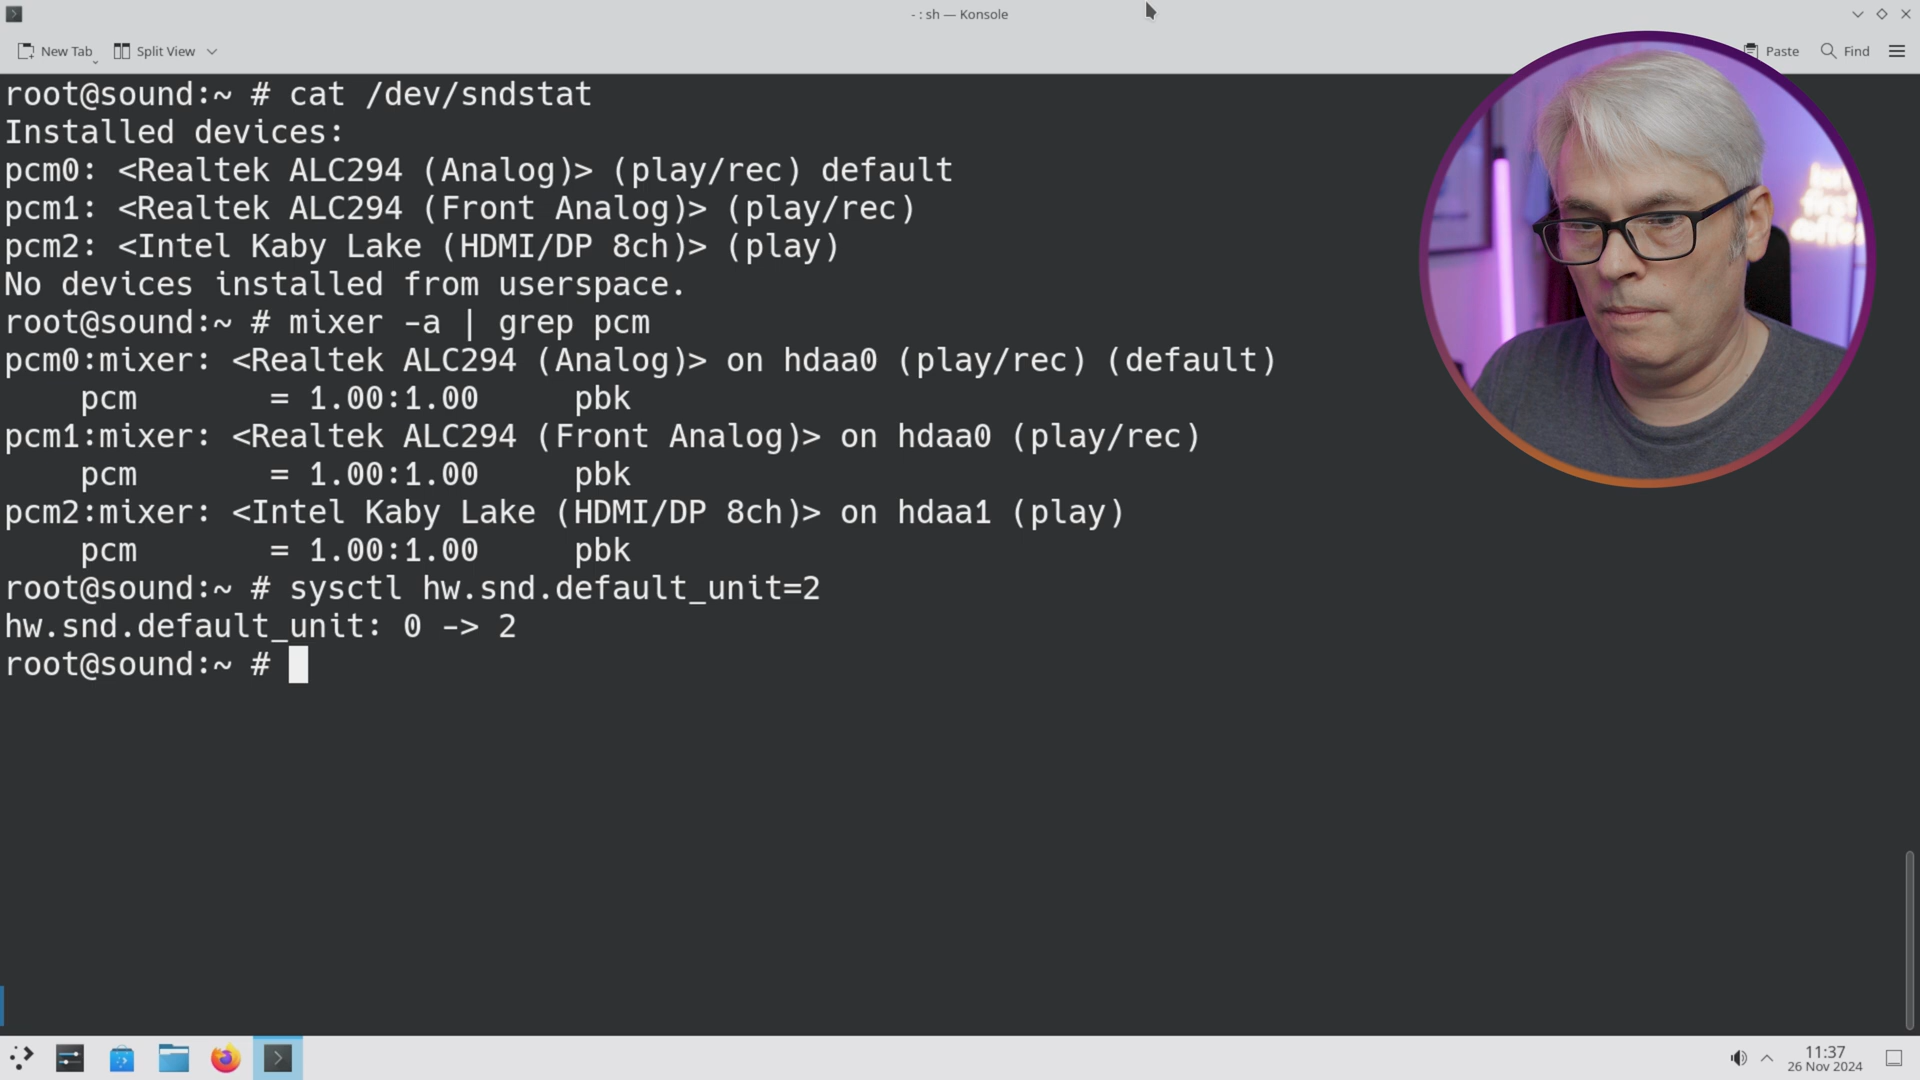 - : sh — Konsole
New Tab
Split View
Paste
Find
root@sound:~ # cat /dev/sndstat
Installed devices:
pcm0: <Realtek ALC294 (Analog)> (play/rec) default
pcm1: <Realtek ALC294 (Front Analog)> (play/rec)
pcm2: <Intel Kaby Lake (HDMI/DP 8ch)> (play)
No devices installed from userspace.
root@sound:~ # mixer -a | grep pcm
pcm0:mixer: <Realtek ALC294 (Analog)> on hdaa0 (play/rec) (default)
pcm = 1.00:1.00 pbk
pcm1:mixer: <Realtek ALC294 (Front Analog)> on hdaa0 (play/rec)
pcm = 1.00:1.00 pbk
pcm2:mixer: <Intel Kaby Lake (HDMI/DP 8ch)> on hdaa1 (play)
pcm = 1.00:1.00 pbk
root@sound:~ # sysctl hw.snd.default_unit=2
hw.snd.default_unit: 0 -> 2
root@sound:~ #
11:37
26 Nov 2024